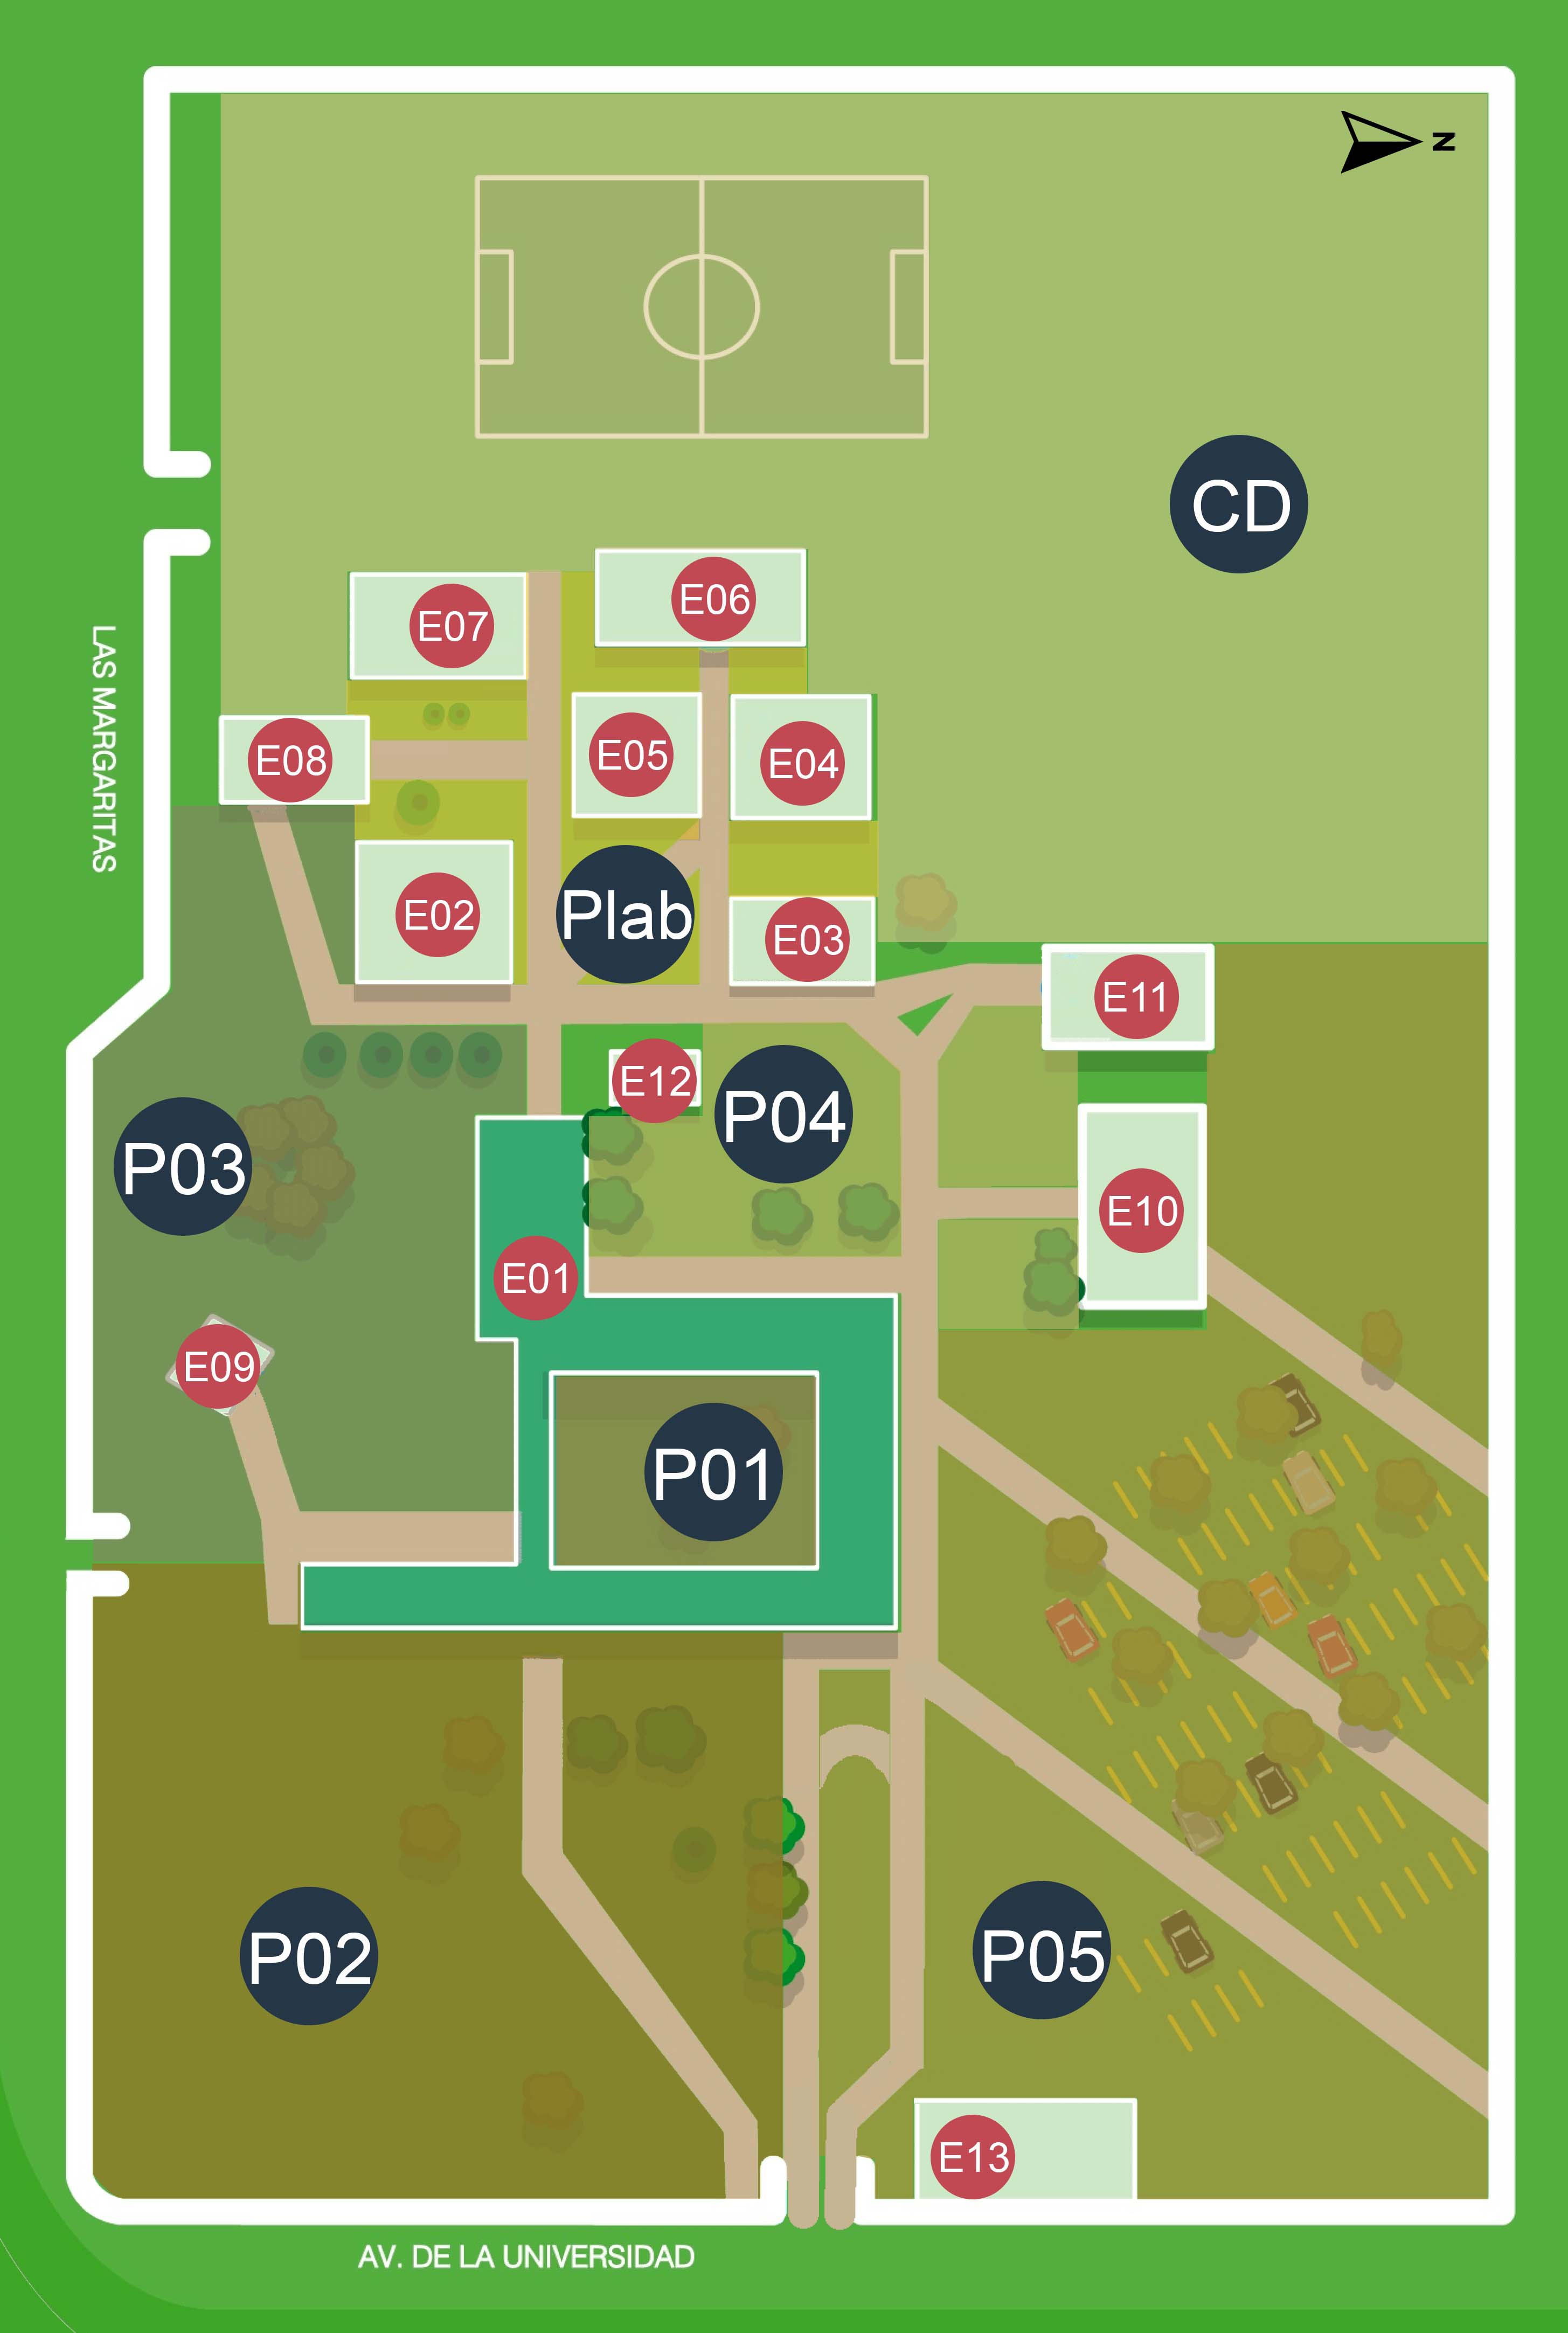 N
CD
E06
E07
E05
E08
E04
LAS MARGARITAS
E02
Plab
E03
E11
E12
P04
P03
E10
E01
E09
P01
P02
P05
E13
AV. DE LA UNIVERSIDAD